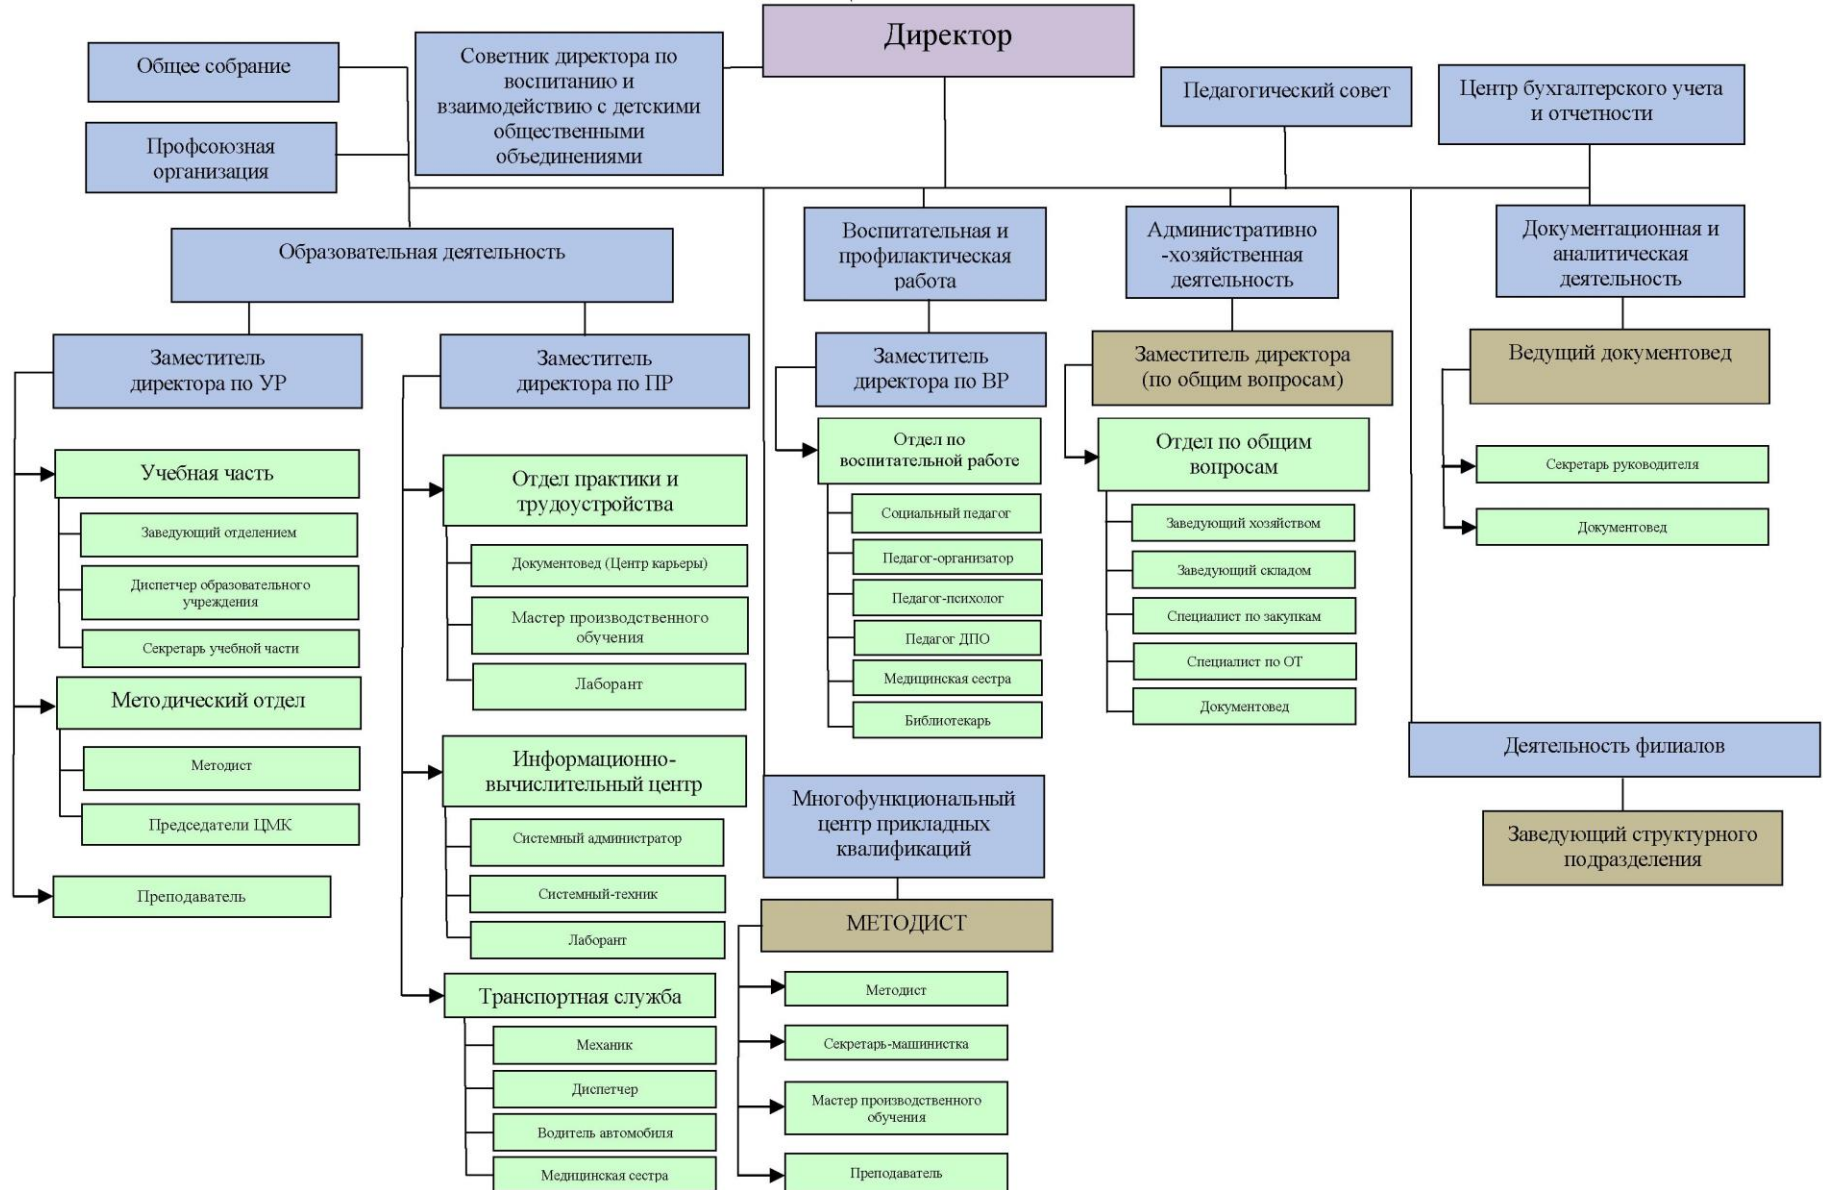 Директор
Общее собрание
Советник директора по
воспитанию и
взаимодействию с детскими
общественными
объединениями
Педагогический совет
Центр бухгалтерского учета
и отчетности
Профсоюзная
организация
Образовательная деятельность
Воспитательная и
профилактическая
работа
Административно
-хозяйственная
деятельность
Документационная и
аналитическая
деятельность
Заместитель
директора по УР
Учебная часть
Заведующий отделением
Диспетчер образовательного
учреждения
Секретарь учебной части
Методический отдел
Методист
Председатели ЦМК
Преподаватель
Заместитель
директора по ПР
Отдел практики и
трудоустройства
Документовед (Центр карьеры)
Мастер производственного
обучения
Лаборант
Информационно-
вычислительный центр
Системный администратор
Системный-техник
Лаборант
Транспортная служба
Механик
Диспетчер
Водитель автомобиля
Медицинская сестра
Заместитель
директора по ВР
Отдел по
воспитательной работе
Социальный педагог
Педагог-организатор
Педагог-психолог
Педагог ДПО
Медицинская сестра
Библиотекарь
Многофункциональный
центр прикладных
квалификаций
МЕТОДИСТ
Методист
Секретарь-машинистка
Мастер производственного
обучения
Преподаватель
Заместитель директора
(по общим вопросам)
Отдел по общим
вопросам
Заведующий хозяйством
Заведующий складом
Специалист по закупкам
Специалист по ОТ
Документовед
Ведущий документовед
Секретарь руководителя
Документовед
Деятельность филиалов
Заведующий структурного
подразделения